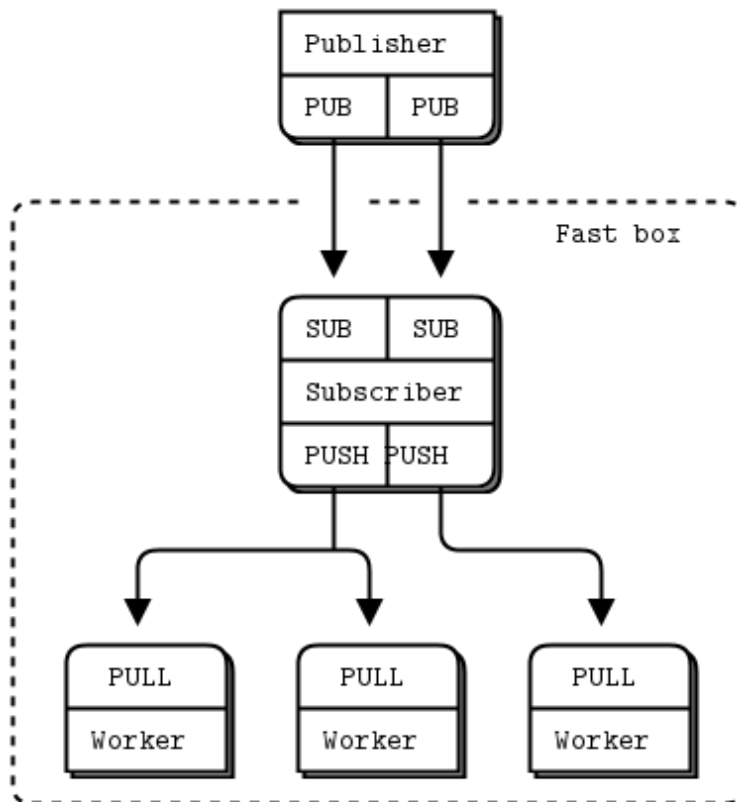 Publisher
PUB PUB
Fast box
SUB SUB
Subscriber
PUSH PUSH
PULL PULL PULL
Worker Worker Worker